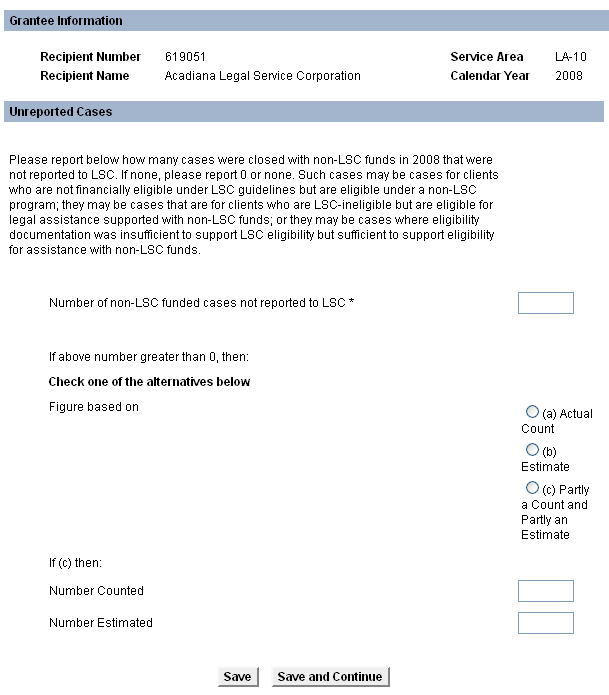 Grantee Information
Recipient Number 619051 Service Area LA-10
Recipient Name Acadiana Legal Service Corporation Calendar Year 2008
Unreported Cases
Please report below how many cases were closed with non-LSC funds in 2008 that were
not reported to LSC. If none, please report 0 or none. Such cases may be cases for clients
who are not financially eligible under LSC guidelines but are eligible under a non-LSC
program; they may be cases that are for clients who are LSC-ineligible but are eligible for
legal assistance supported with non-LSC funds; or they may be cases where eligibility
documentation was insufficient to support LSC eligibility but sufficient to support eligibility
for assistance with non-LSC funds.
Number of non-LSC funded cases not reported to LSC *
If above number greater than 0, then:
Check one of the alternatives below
Figure based on
(a) Actual
Count
(b)
Estimate
(c) Partly
a Count and
Partly an
Estimate
If (c) then:
Number Counted
Number Estimated
Save Save and Continue